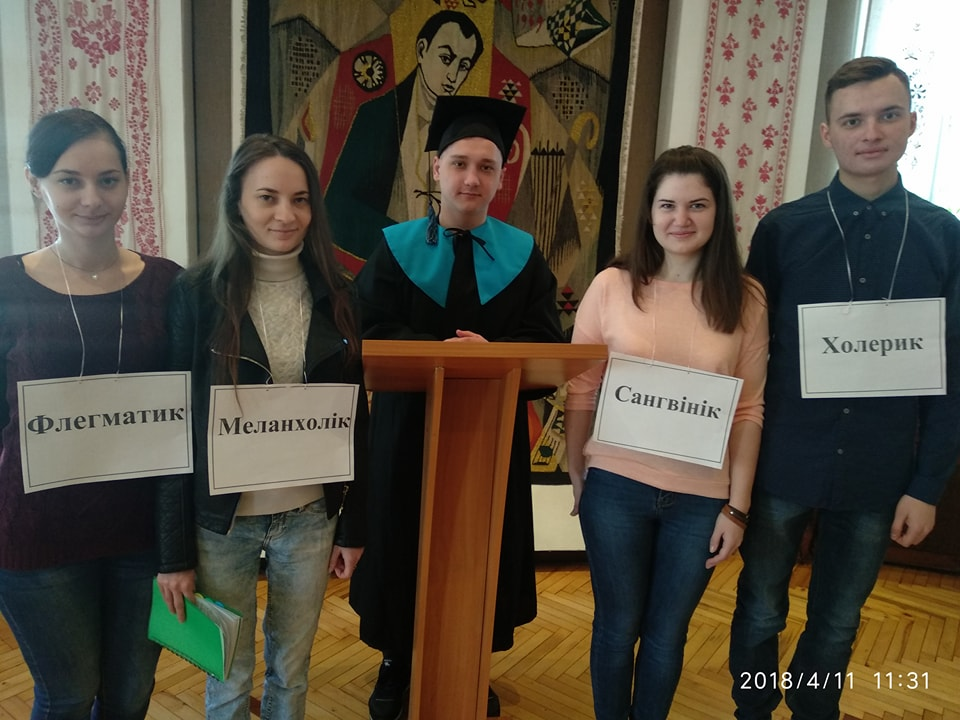 Флегматик
Меланхолік
Сангвінік
Холерик
2018/4/11 11:31